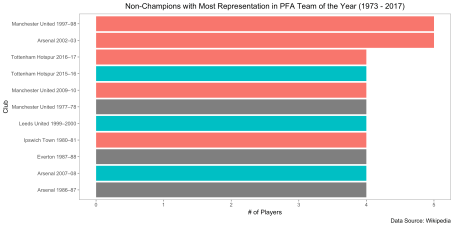 Non-Champions with Most Representation in PFA Team of the Year (1973 - 2017)
Manchester United 1997–98
Arsenal 2002–03
Tottenham Hotspur 2016–17
Tottenham Hotspur 2015–16
Manchester United 2009–10
Manchester United 1977–78
Leeds United 1999–2000
Ipswich Town 1980–81
Everton 1987–88
Arsenal 2007–08
Arsenal 1986–87
Club
0 1 2 3 4 5
# of Players
Data Source: Wikipedia